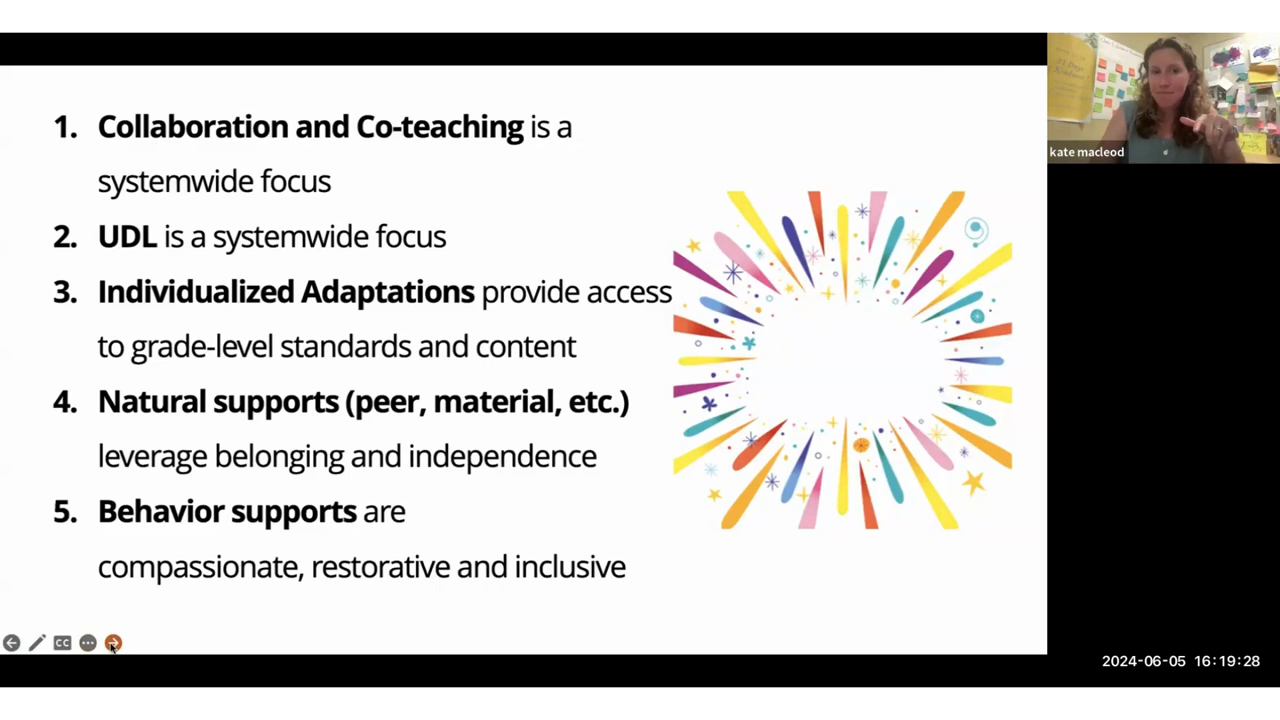 1. Collaboration and Co-teaching is a
systemwide focus
2. UDL is a systemwide focus
3. Individualized Adaptations provide access
to grade-level standards and content
4. Natural supports (peer, material, etc.)
leverage belonging and independence
5. Behavior supports are
compassionate, restorative and inclusive
kate macleod
CC
2024-06-05 16:19:28